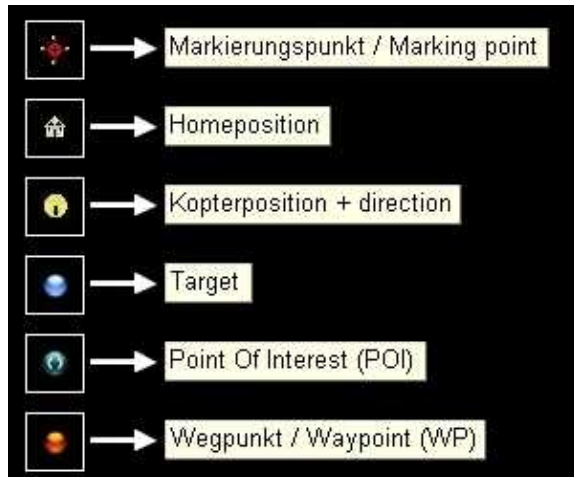 Markierungspunkt / Marking point
Homeposition
Kopterposition + direction
Target
Point Of Interest (POI)
Wegpunkt / Waypoint (WP)